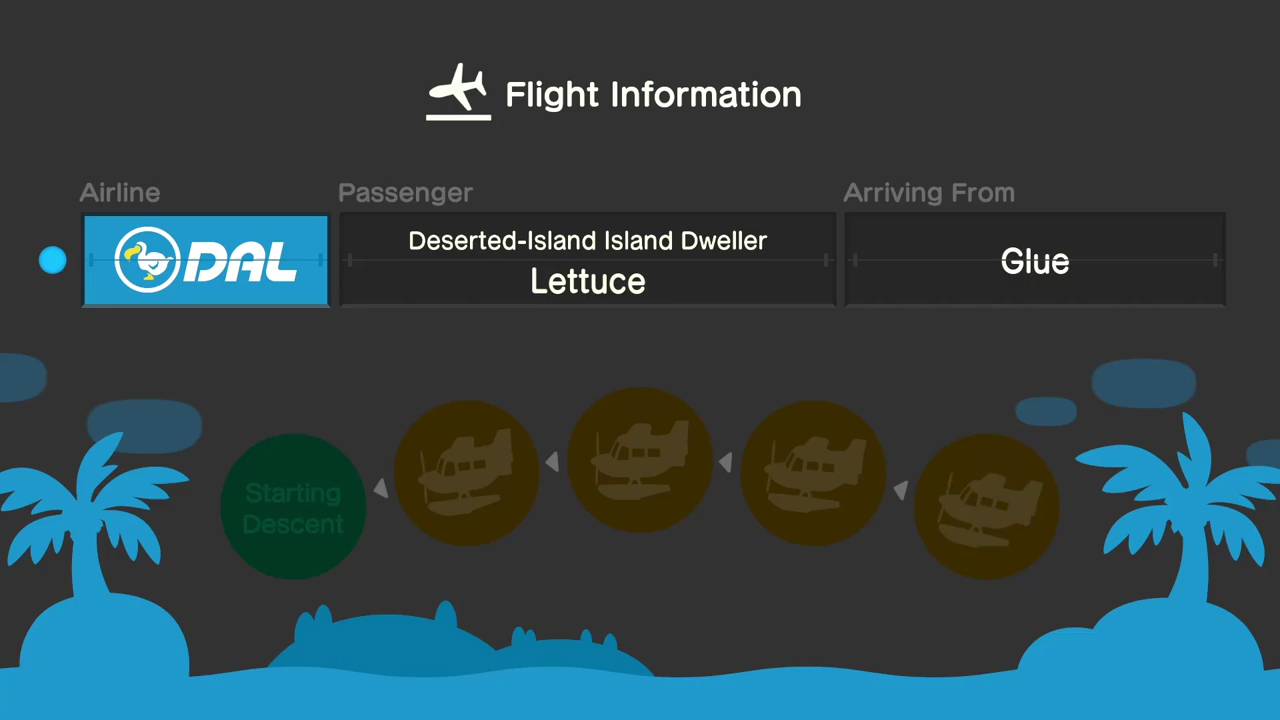 Flight Information
Airline
Passenger
Arriving From
DAL
Deserted-Island Island Dweller
Lettuce
Glue
Starting
Descent